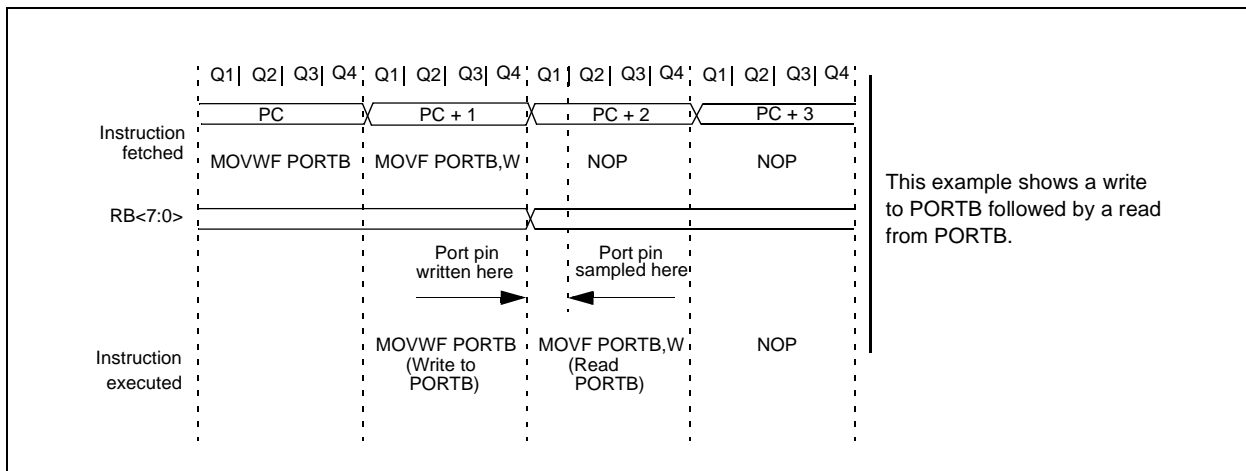 Q1| Q2| Q3| Q4 Q1| Q2| Q3| Q4 Q1| Q2| Q3| Q4 Q1| Q2| Q3| Q4
PC PC + 1 PC + 2 PC + 3
Instruction
fetched
MOVWF PORTB MOVF PORTB,W NOP NOP
RB<7:0>
This example shows a write
to PORTB followed by a read
from PORTB.
Port pin
written here
Port pin
sampled here
Instruction
executed
MOVWF PORTB
(Write to
PORTB)
MOVF PORTB,W
(Read
PORTB)
NOP